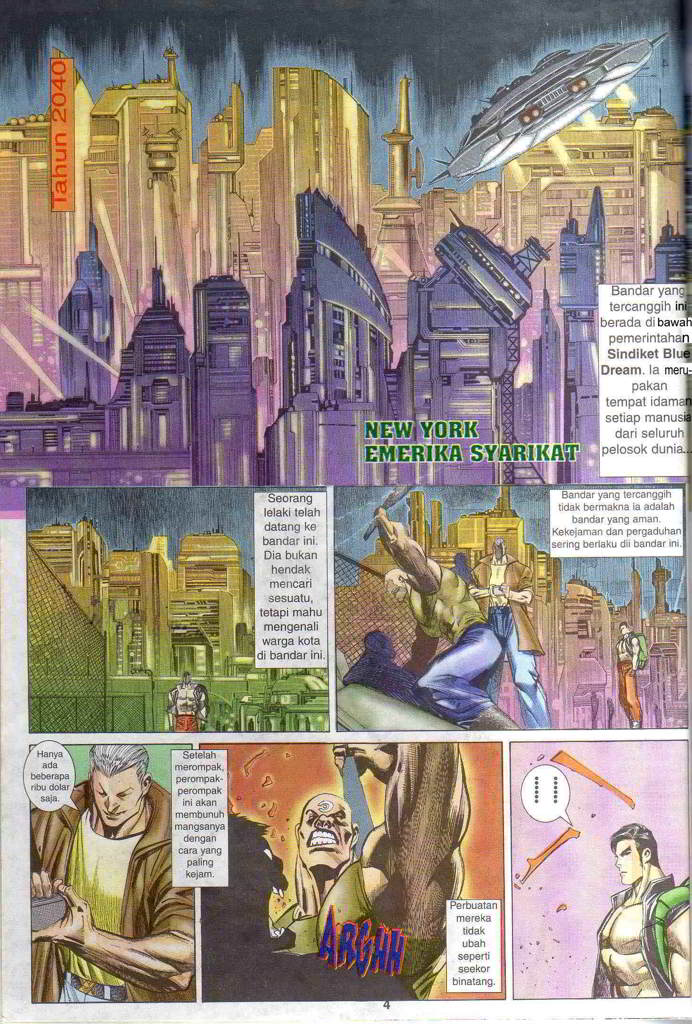 Tahun 2040
Bandar yang
tercanggih ini
berada di bawah
pemerintahan
Sindiket Blue
Dream. Ia meru-
pakan
tempat idaman
setiap manusia
dari seluruh
pelosok dunia...
NEW YORK
EMERIKA SYARIKAT
Seorang
lelaki telah
datang ke
bandar ini.
Dia bukan
hendak
mencari
sesuatu,
tetapi mahu
mengenali
warga kota
di bandar ini.
Bandar yang tercanggih
tidak bermakna ia adalah
bandar yang aman.
Kekejaman dan pergaduhan
sering berlaku dii bandar ini.
Hanya
ada
beberapa
ribu dolar
saja.
Setelah
merompak,
perompak-
perompak
ini akan
membunuh
mangsanya
dengan
cara yang
paling
kejam.
ARGHH
Perbuatan
mereka
tidak
ubah
seperti
seekor
binatang.
!!
4